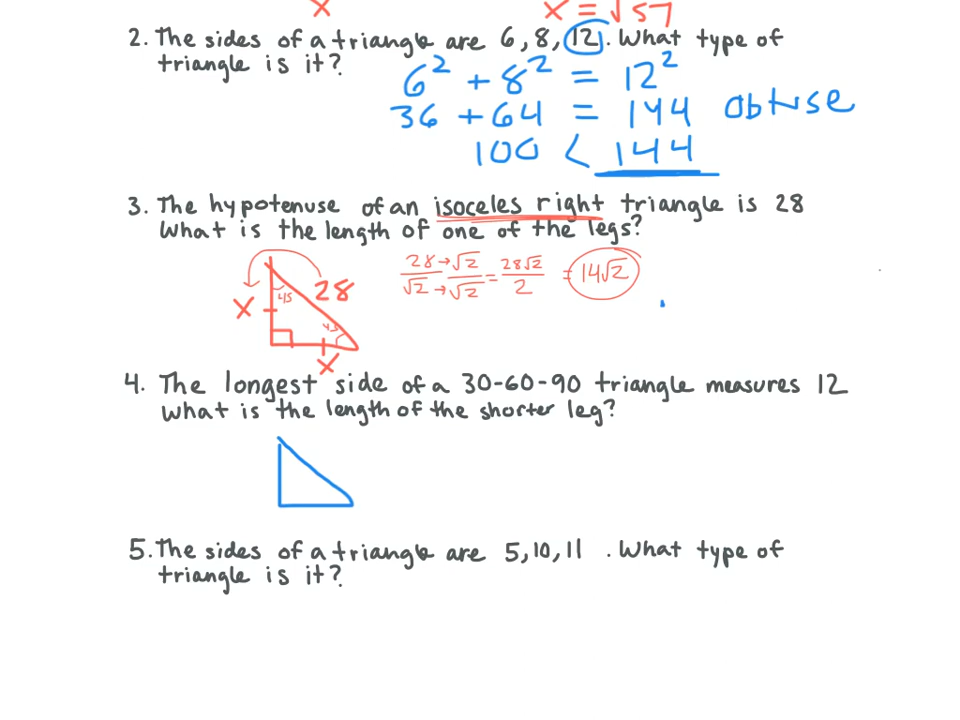 x x = √57
2. The sides of a triangle are 6, 8, 12. What type of
triangle is it?
6² + 8² = 12²
36 + 64 = 144 obtuse
100 < 144
3. The hypotenuse of an isoceles right triangle is 28
What is the length of one of the legs?
28→√2 / √2→√2 = 28√2 / 2 = 14√2
45 28
x
45
x
4. The longest side of a 30-60-90 triangle measures 12
What is the length of the shorter leg?
5. The sides of a triangle are 5, 10, 11 . What type of
triangle is it?